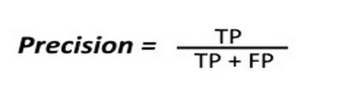 Precision = TP
TP + FP